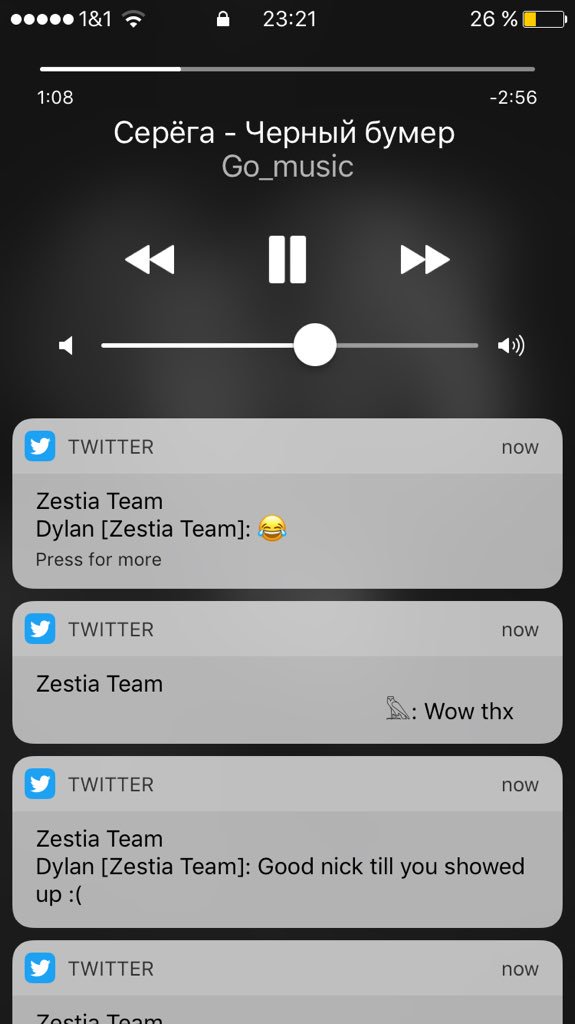 1&1 23:21 26 %
1:08 -2:56
Серёга - Черный бумер
Go_music
TWITTER now
Zestia Team
Dylan [Zestia Team]: 😂
Press for more
TWITTER now
Zestia Team
𓅃: Wow thx
TWITTER now
Zestia Team
Dylan [Zestia Team]: Good nick till you showed
up :(
TWITTER now
Zestia Team